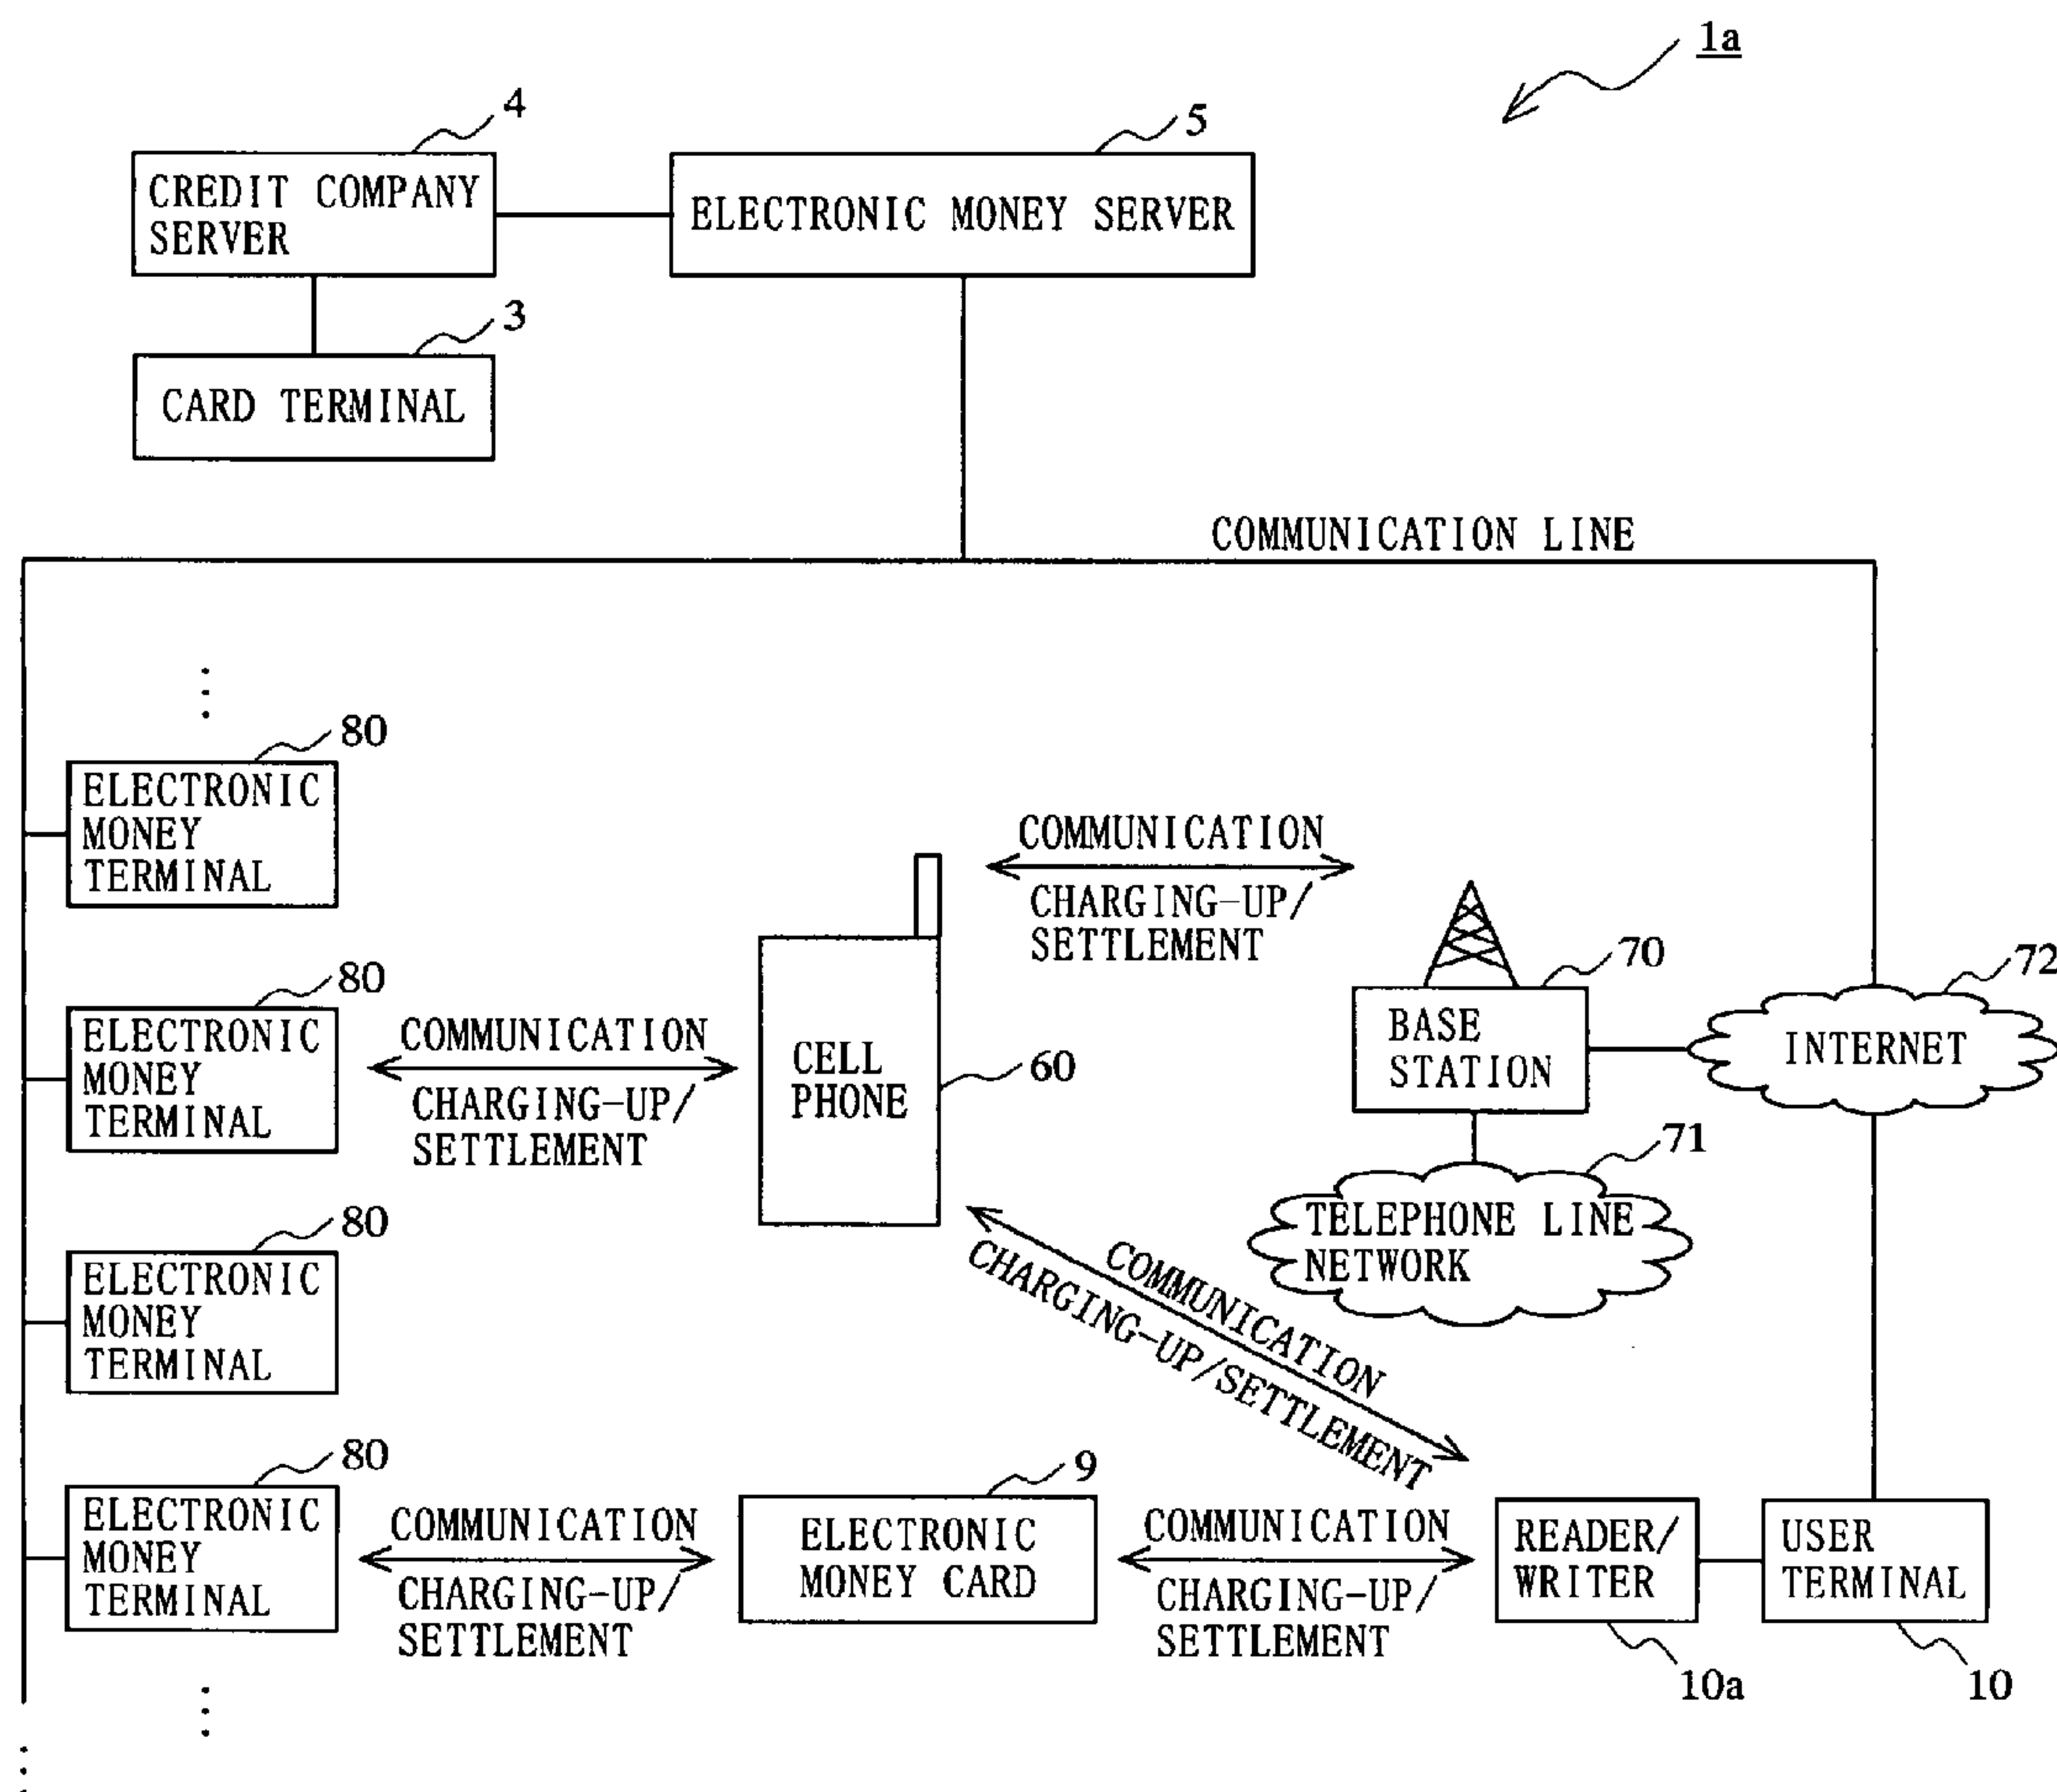 1a
4
5
CREDIT COMPANY
SERVER
ELECTRONIC MONEY SERVER
3
CARD TERMINAL
COMMUNICATION LINE
80
ELECTRONIC
MONEY
TERMINAL
COMMUNICATION
CHARGING-UP/
SETTLEMENT
80
ELECTRONIC
MONEY
TERMINAL
COMMUNICATION
CHARGING-UP/
SETTLEMENT
CELL
PHONE
60
70
BASE
STATION
72
INTERNET
71
TELEPHONE LINE
NETWORK
80
ELECTRONIC
MONEY
TERMINAL
COMMUNICATION
CHARGING-UP/SETTLEMENT
80
ELECTRONIC
MONEY
TERMINAL
COMMUNICATION
CHARGING-UP/
SETTLEMENT
9
ELECTRONIC
MONEY CARD
COMMUNICATION
CHARGING-UP/
SETTLEMENT
READER/
WRITER
10a
USER
TERMINAL
10